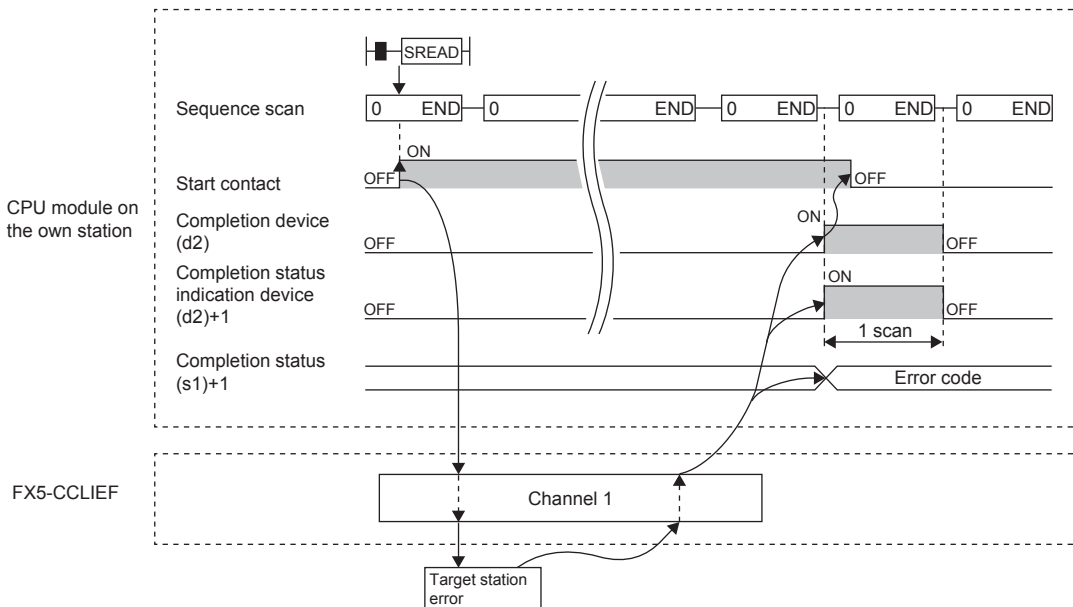 SREAD
Sequence scan
0 END 0 END 0 END 0 END 0 END
ON
Start contact
OFF
OFF
CPU module on
the own station
Completion device
(d2)
ON
OFF
OFF
Completion status
indication device
(d2)+1
ON
OFF
OFF
1 scan
Completion status
(s1)+1
Error code
FX5-CCLIEF
Channel 1
Target station
error